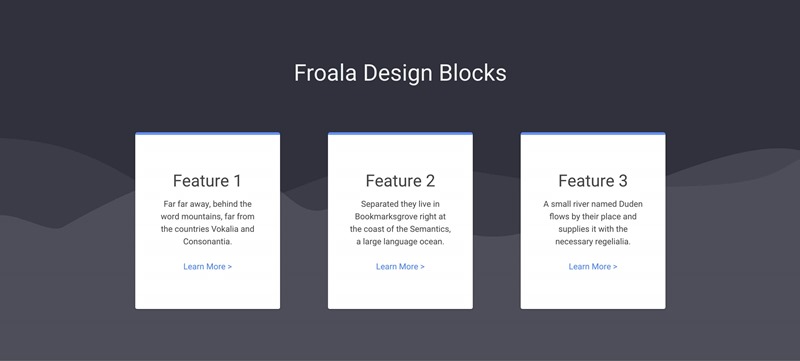 Froala Design Blocks
Feature 1
Far far away, behind the
word mountains, far from
the countries Vokalia and
Consonantia.
Learn More >
Feature 2
Separated they live in
Bookmarksgrove right at
the coast of the Semantics,
a large language ocean.
Learn More >
Feature 3
A small river named Duden
flows by their place and
supplies it with the
necessary regelialia.
Learn More >